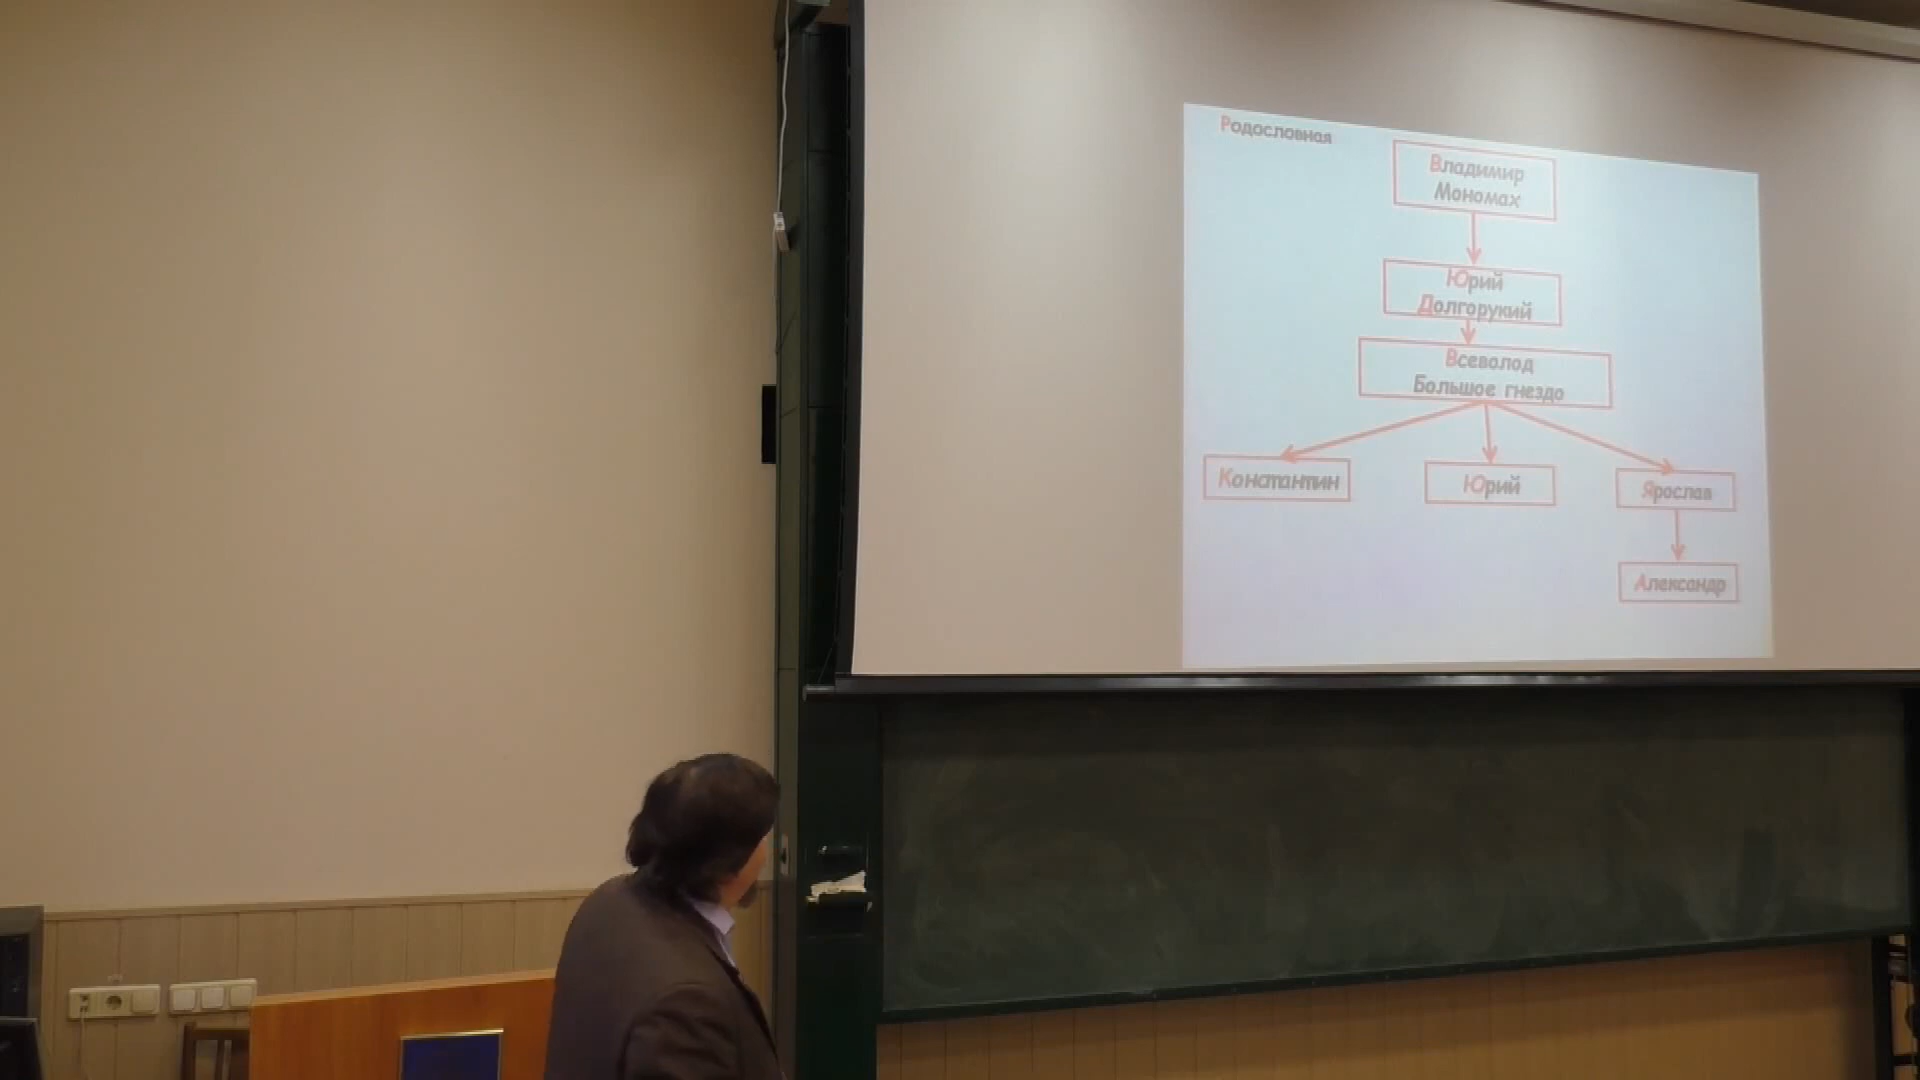 Родословная
Владимир
Мономах
Юрий
Долгорукий
Всеволод
Большое гнездо
Константин
Юрий
Ярослав
Александр